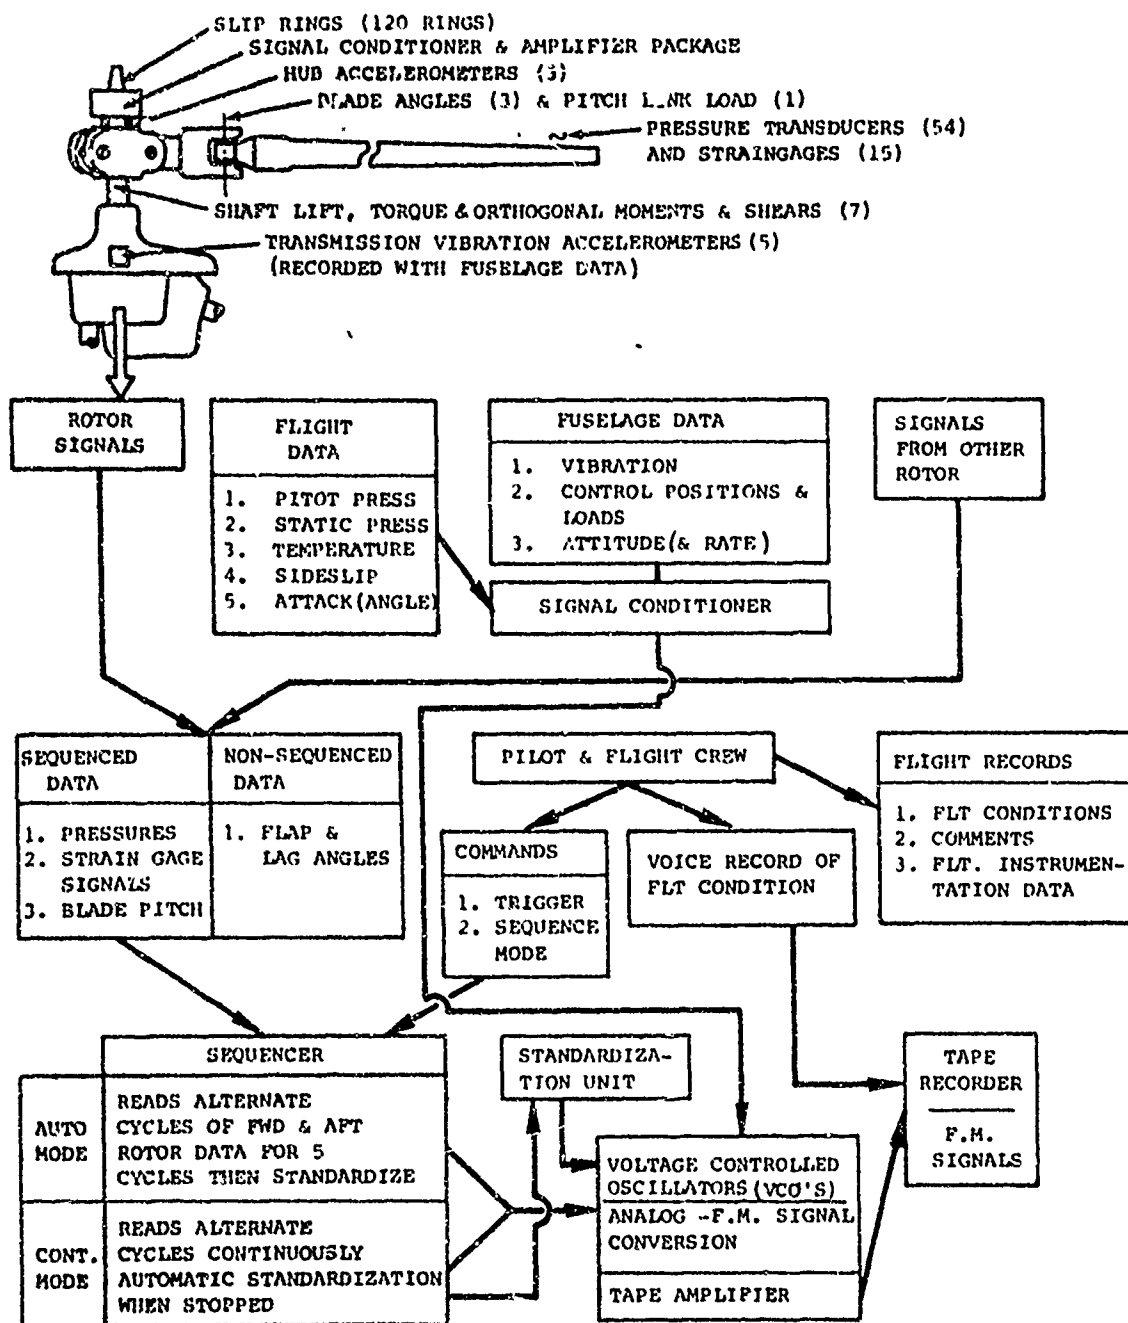 SLIP RINGS (120 RINGS)
SIGNAL CONDITIONER & AMPLIFIER PACKAGE
HUB ACCELEROMETERS (3)
BLADE ANGLES (3) & PITCH LINK LOAD (1)
PRESSURE TRANSDUCERS (54)
AND STRAINGAGES (15)
SHAFT LIFT, TORQUE & ORTHOGONAL MOMENTS & SHEARS (7)
TRANSMISSION VIBRATION ACCELEROMETERS (5)
(RECORDED WITH FUSELAGE DATA)
ROTOR
SIGNALS
FLIGHT
DATA
1. PITOT PRESS
2. STATIC PRESS
3. TEMPERATURE
4. SIDESLIP
5. ATTACK (ANGLE)
FUSELAGE DATA
1. VIBRATION
2. CONTROL POSITIONS &
LOADS
3. ATTITUDE (& RATE)
SIGNALS
FROM OTHER
ROTOR
SIGNAL CONDITIONER
SEQUENCED
DATA
1. PRESSURES
2. STRAIN GAGE
SIGNALS
3. BLADE PITCH
NON-SEQUENCED
DATA
1. FLAP &
LAG ANGLES
PILOT & FLIGHT CREW
COMMANDS
1. TRIGGER
2. SEQUENCE
MODE
VOICE RECORD OF
FLT CONDITION
FLIGHT RECORDS
1. FLT CONDITIONS
2. COMMENTS
3. FLT. INSTRUMEN-
TATION DATA
SEQUENCER
AUTO
MODE
READS ALTERNATE
CYCLES OF FWD & AFT
ROTOR DATA FOR 5
CYCLES THEN STANDARDIZE
CONT.
MODE
READS ALTERNATE
CYCLES CONTINUOUSLY
AUTOMATIC STANDARDIZATION
WHEN STOPPED
STANDARDIZA-
TION UNIT
VOLTAGE CONTROLLED
OSCILLATORS (VCO'S)
ANALOG -F.M. SIGNAL
CONVERSION
TAPE AMPLIFIER
TAPE
RECORDER
F.M.
SIGNALS